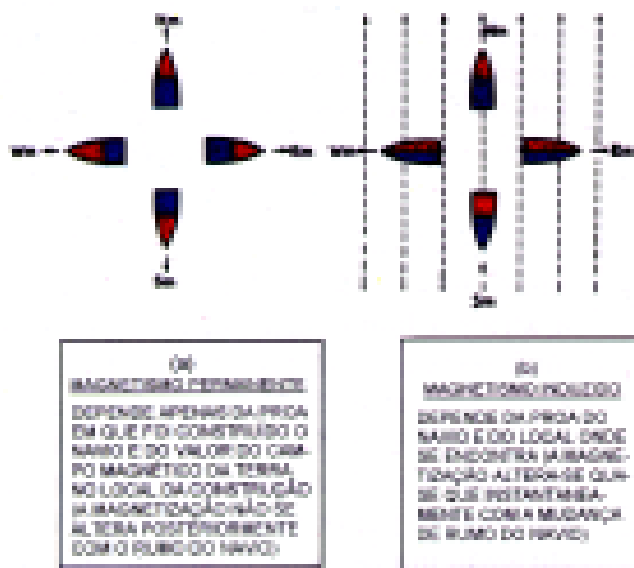 Nm
Nm
Wm
Em
Wm
Em
Sm
Sm
(a)
MAGNETISMO PERMANENTE
DEPENDE APENAS DA PROA
EM QUE FOI CONSTRUÍDO O
NAVIO E DO VALOR DO CAM-
PO MAGNÉTICO DA TERRA
NO LOCAL DA CONSTRUÇÃO
(A MAGNETIZAÇÃO NÃO SE
ALTERA POSTERIORMENTE
COM O RUMO DO NAVIO)
(b)
MAGNETISMO INDUZIDO
DEPENDE DA PROA DO
NAVIO E DO LOCAL ONDE
SE ENCONTRA (A MAGNE-
TIZAÇÃO ALTERA-SE QUA-
SE QUE INSTANTANEA-
MENTE COM A MUDANÇA
DE RUMO DO NAVIO)